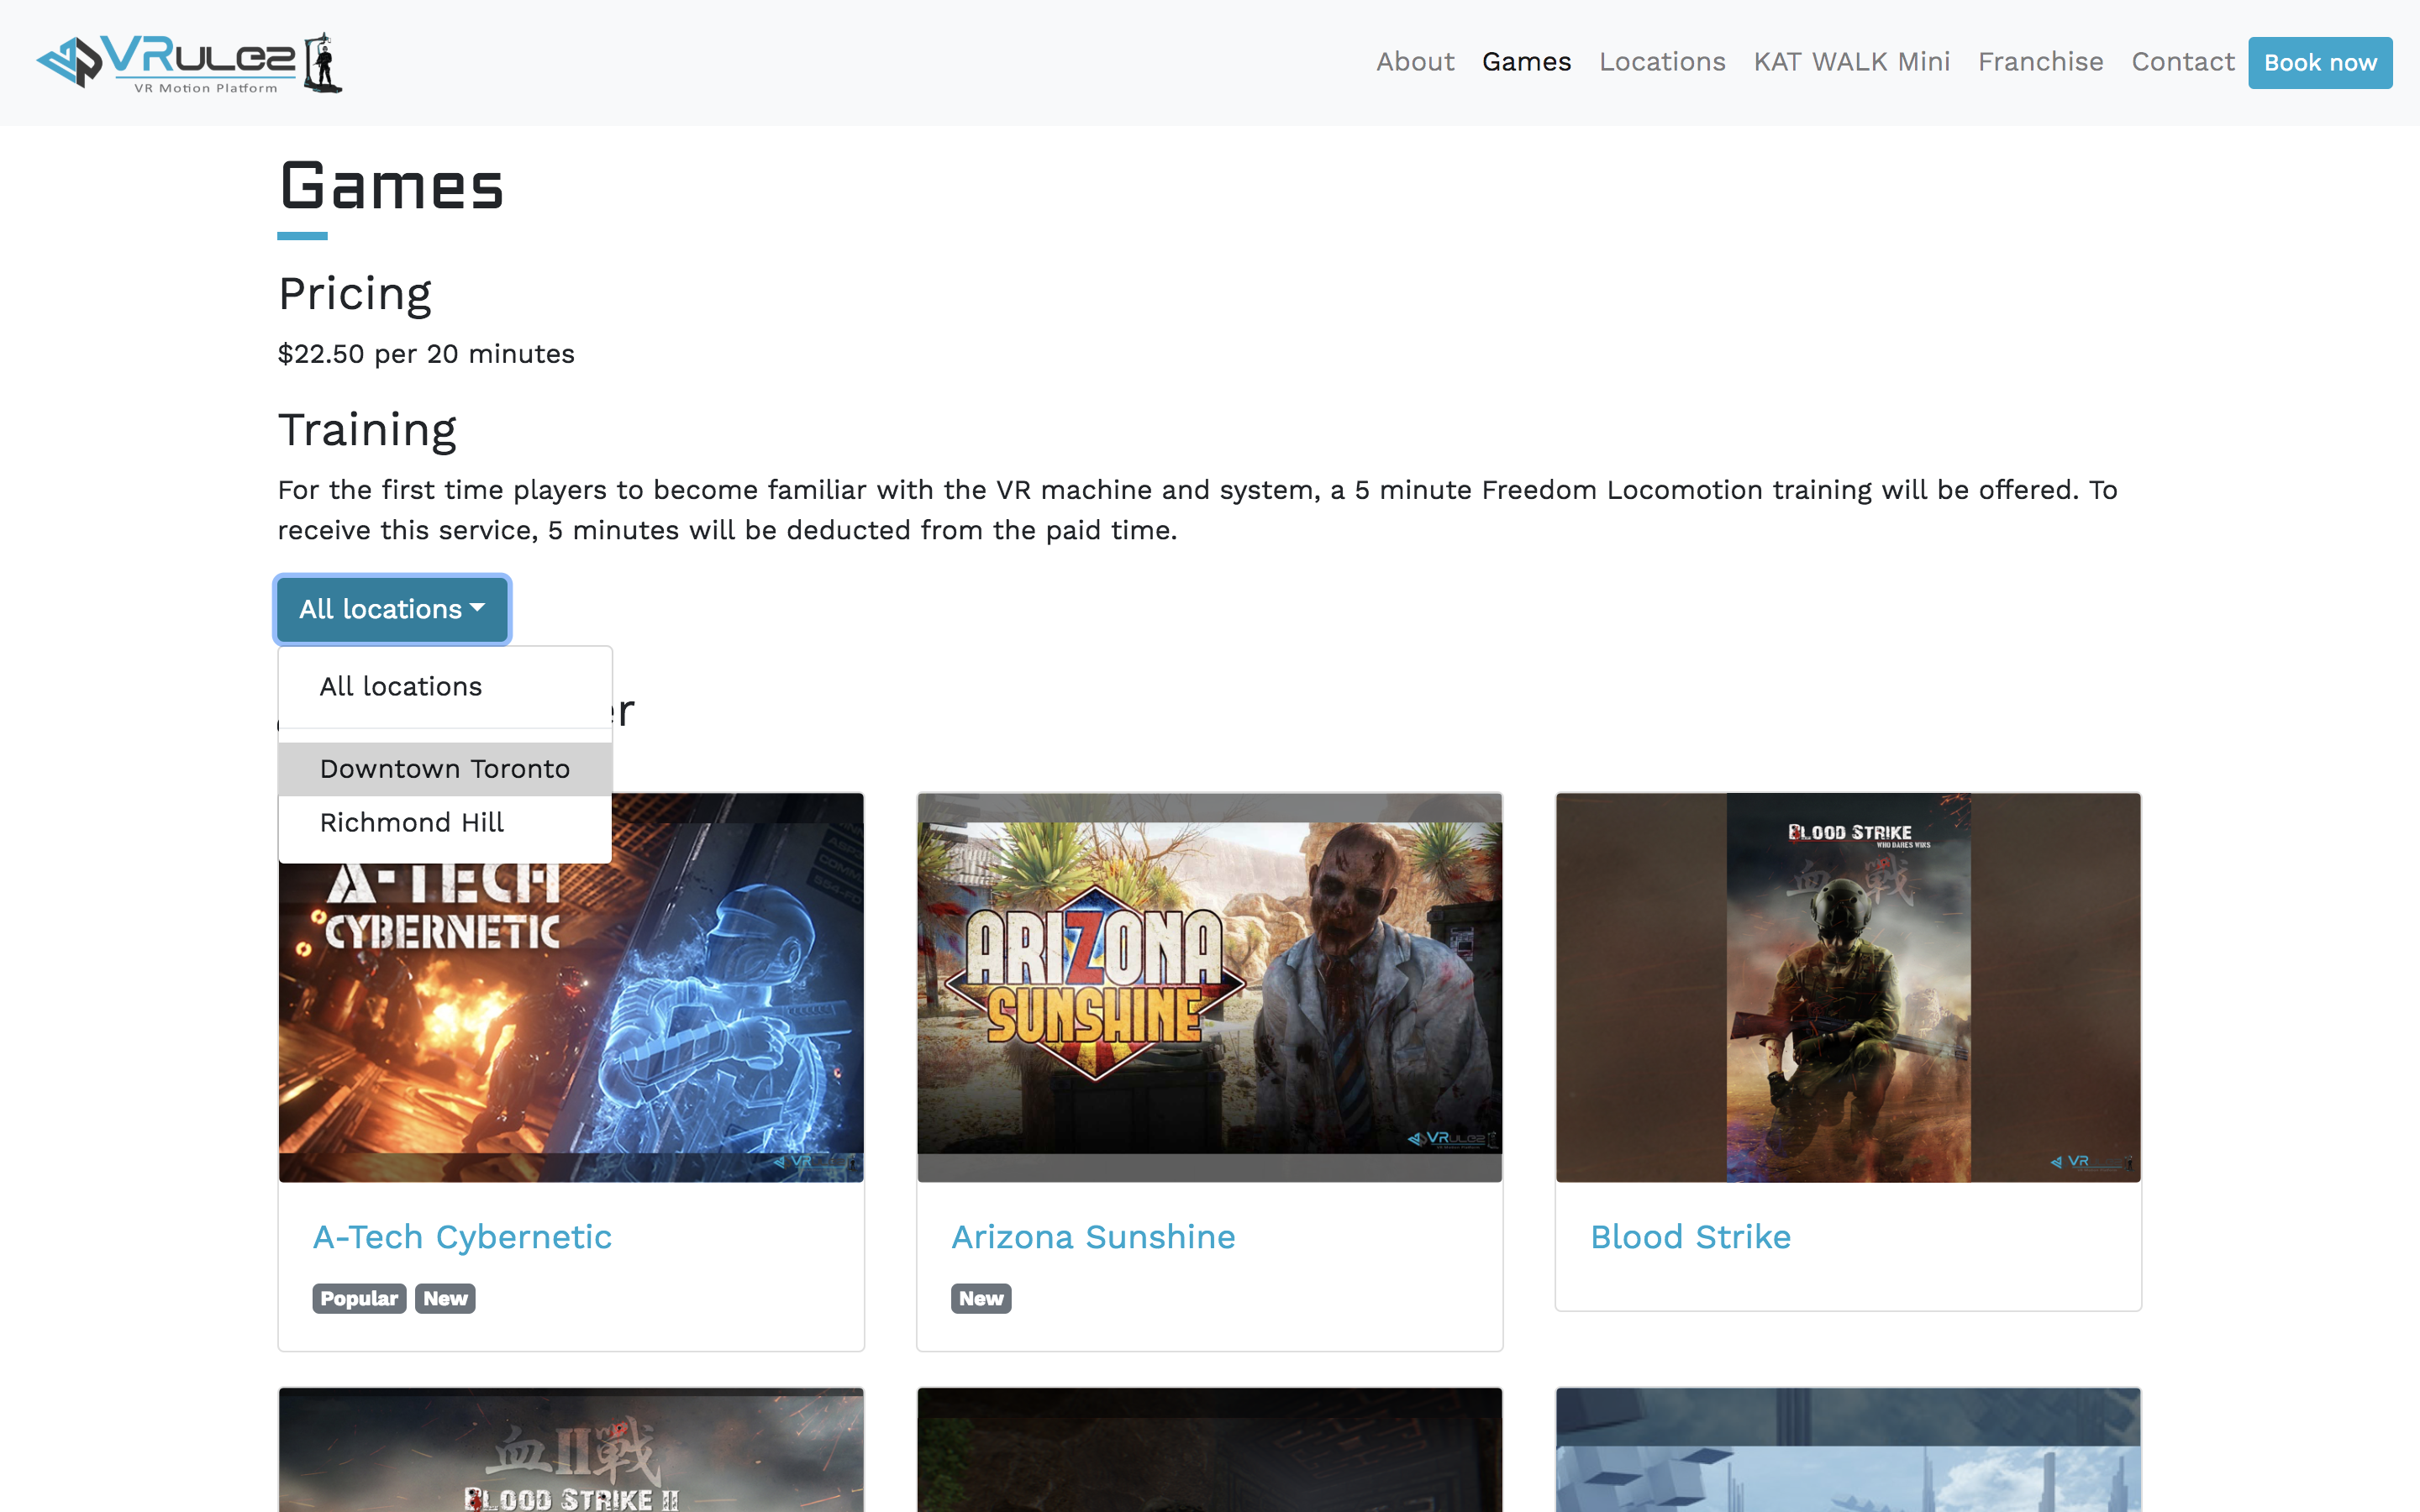 VRULEZ
VR Motion Platform
About Games Locations KAT WALK Mini Franchise Contact Book now
Games
Pricing
$22.50 per 20 minutes
Training
For the first time players to become familiar with the VR machine and system, a 5 minute Freedom Locomotion training will be offered. To
receive this service, 5 minutes will be deducted from the paid time.
All locations
All locations
Downtown Toronto
Richmond Hill
A-TECH
CYBERNETIC
ARIZONA
SUNSHINE
VRULEZ
BLOOD STRIKE
WHO DARES WINS
血戰
VR
VR
A-Tech Cybernetic
Arizona Sunshine
Blood Strike
Popular New
New
血II戰
BLOOD STRIKE II